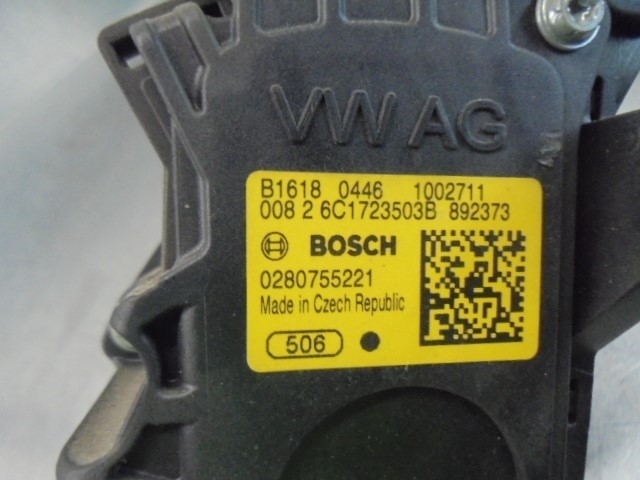 VW AG
B1618 0446 1002711
008 2 6C1723503B 892373
BOSCH
0280755221
Made in Czech Republic
506